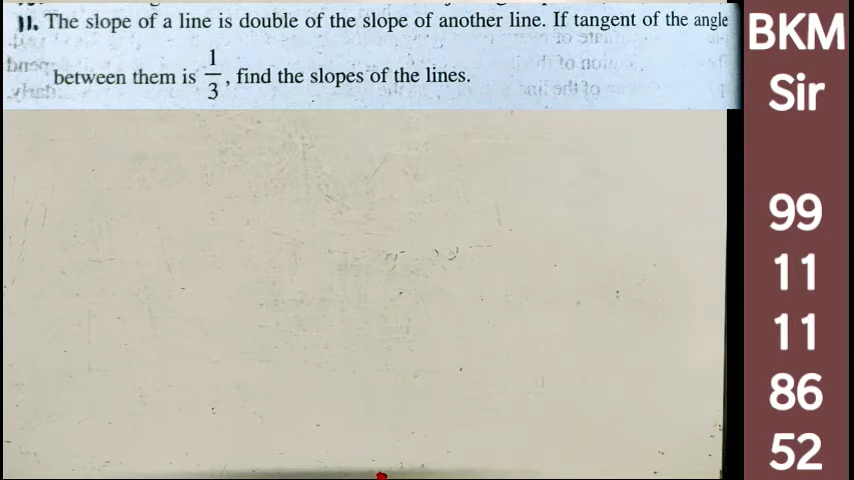 11. The slope of a line is double of the slope of another line. If tangent of the angle
between them is 1/3, find the slopes of the lines.
BKM
Sir
99
11
11
86
52